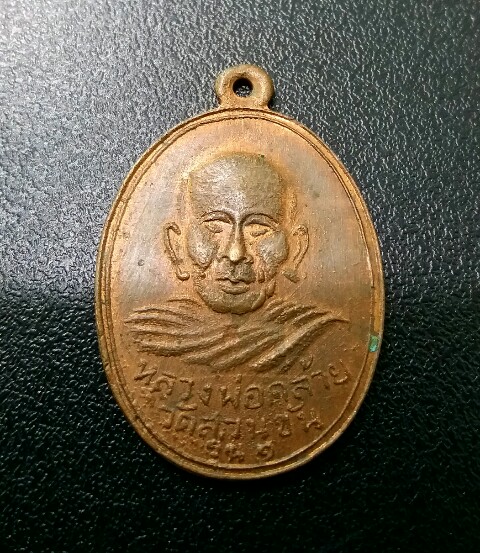 หลวงพ่อคล้าย
วัดสวนขัน
รุ่น ๒